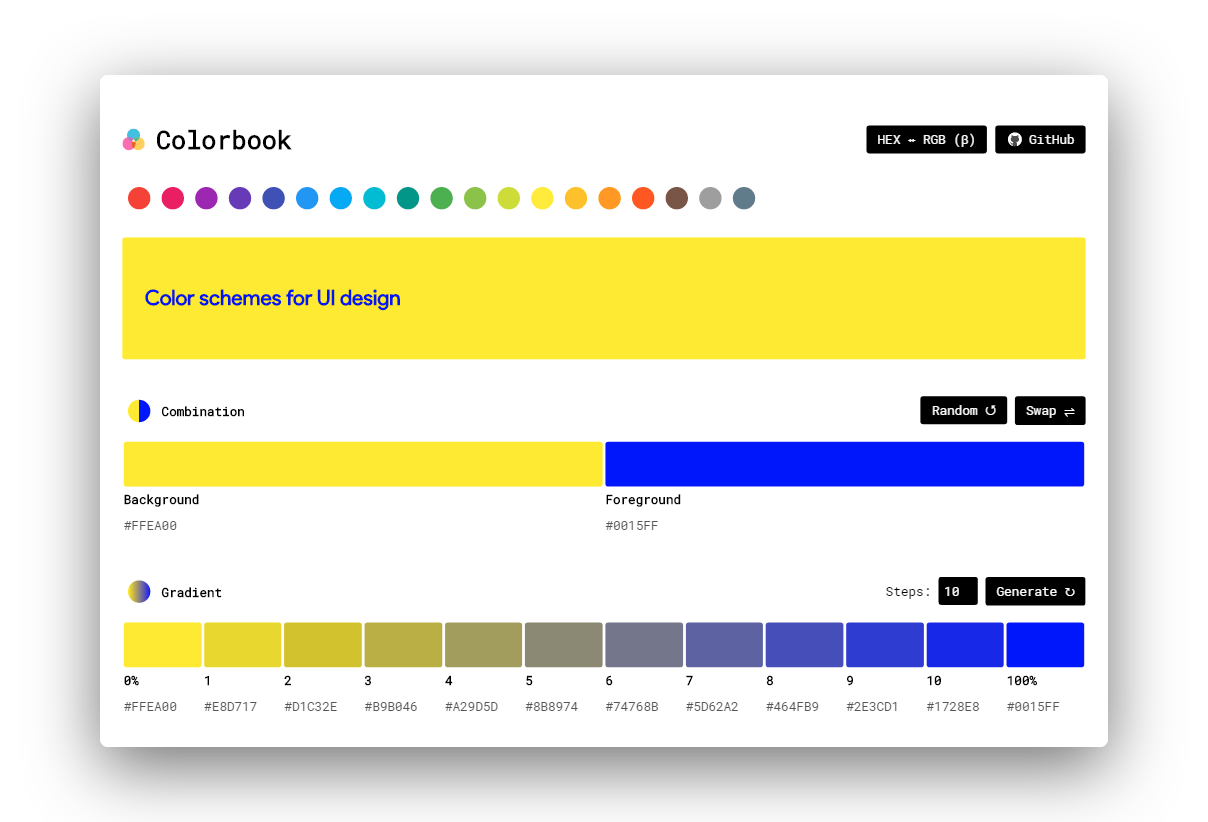 Colorbook
HEX ↔ RGB (β)
GitHub
Color schemes for UI design
Combination
Random ↺
Swap ⇌
Background
Foreground
#FFEA00
#0015FF
Gradient
Steps: 10
Generate ↻
0% 1 2 3 4 5 6 7 8 9 10 100%
#FFEA00 #E8D717 #D1C32E #B9B046 #A29D5D #8B8974 #74768B #5D62A2 #464FB9 #2E3CD1 #1728E8 #0015FF